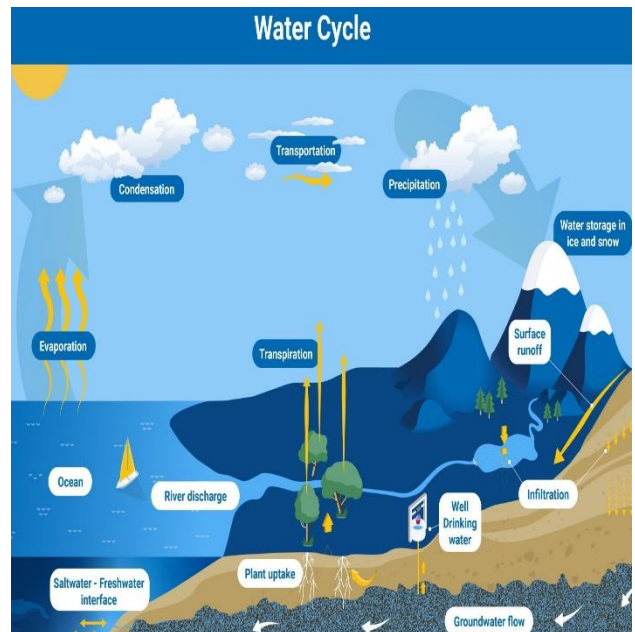 Water Cycle
Transportation
Condensation
Precipitation
Water storage in
ice and snow
Surface
runoff
Evaporation
Transpiration
Ocean
River discharge
Infiltration
Well
Drinking
water
Plant uptake
Saltwater - Freshwater
interface
Groundwater flow